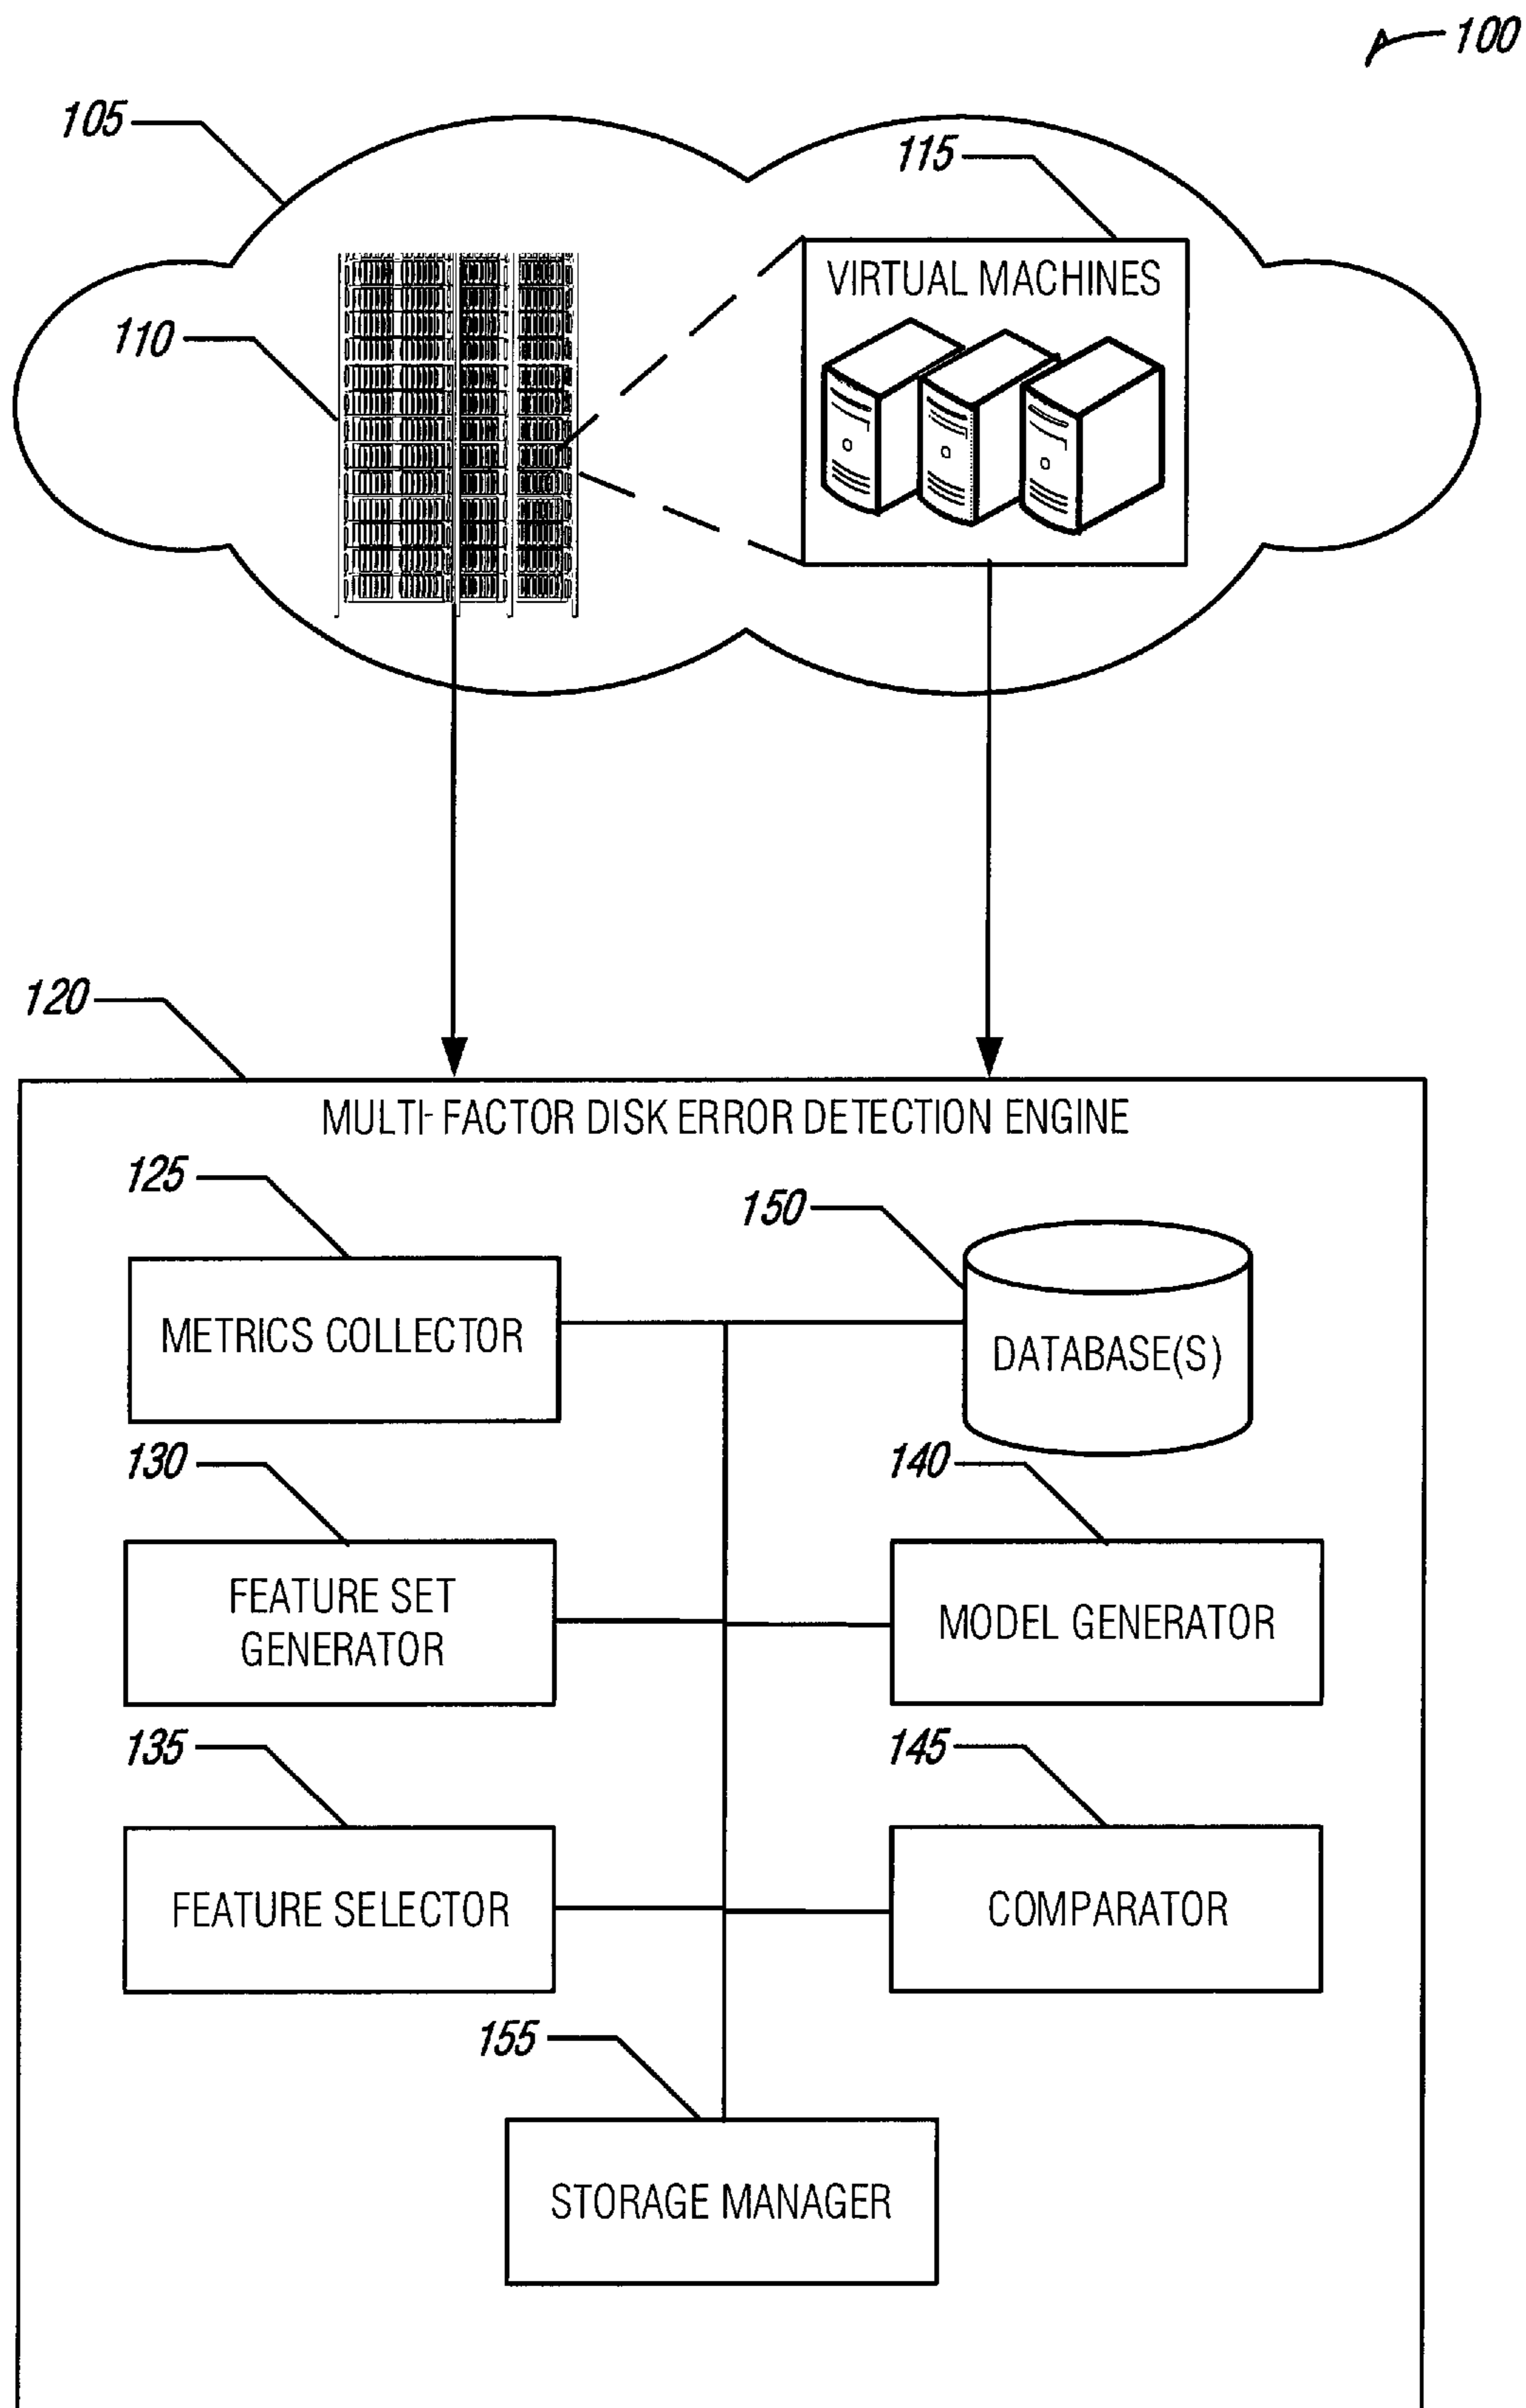 100
105
115
VIRTUAL MACHINES
110
120
MULTI-FACTOR DISK ERROR DETECTION ENGINE
125
150
METRICS COLLECTOR
DATABASE(S)
130
140
FEATURE SET
GENERATOR
MODEL GENERATOR
135
145
FEATURE SELECTOR
COMPARATOR
155
STORAGE MANAGER